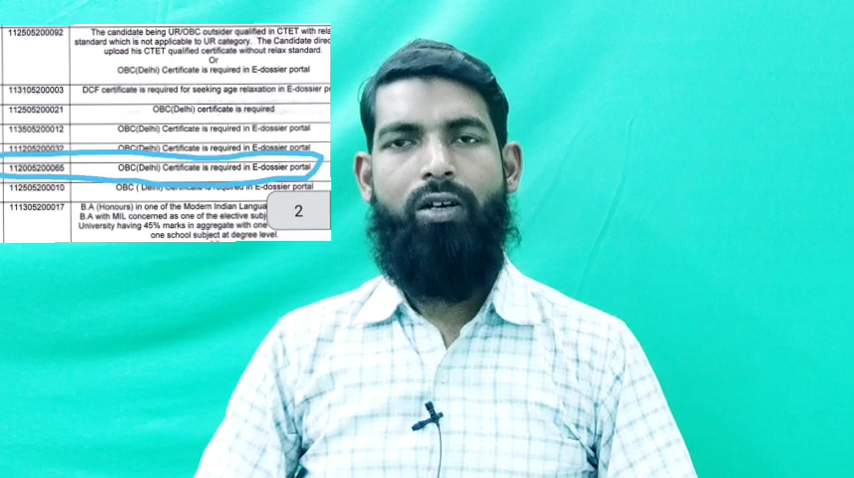 112505200092 The candidate being UR/OBC outsider qualified in CTET with
standard which is not applicable to UR category. The Candidate
upload his CTET qualified certificate without relax standard.
Or
OBC(Delhi) Certificate is required in E-dossier portal
113105200003 DCF certificate is required for seeking age relaxation in E-dossier
112505200021 OBC(Delhi) certificate is required
113505200012 OBC(Delhi) Certificate is required in E-dossier portal
111205200032 OBC(Delhi) Certificate is required in E-dossier portal
112005200065 OBC(Delhi) Certificate is required in E-dossier portal
112505200010 OBC ( Delhi) Certificate is required in E-dossier portal
111305200017 B.A (Honours) in one of the Modern Indian
B.A with MIL concerned as one of the elective
University having 45% marks in aggregate with one
one school subject at degree level.
2